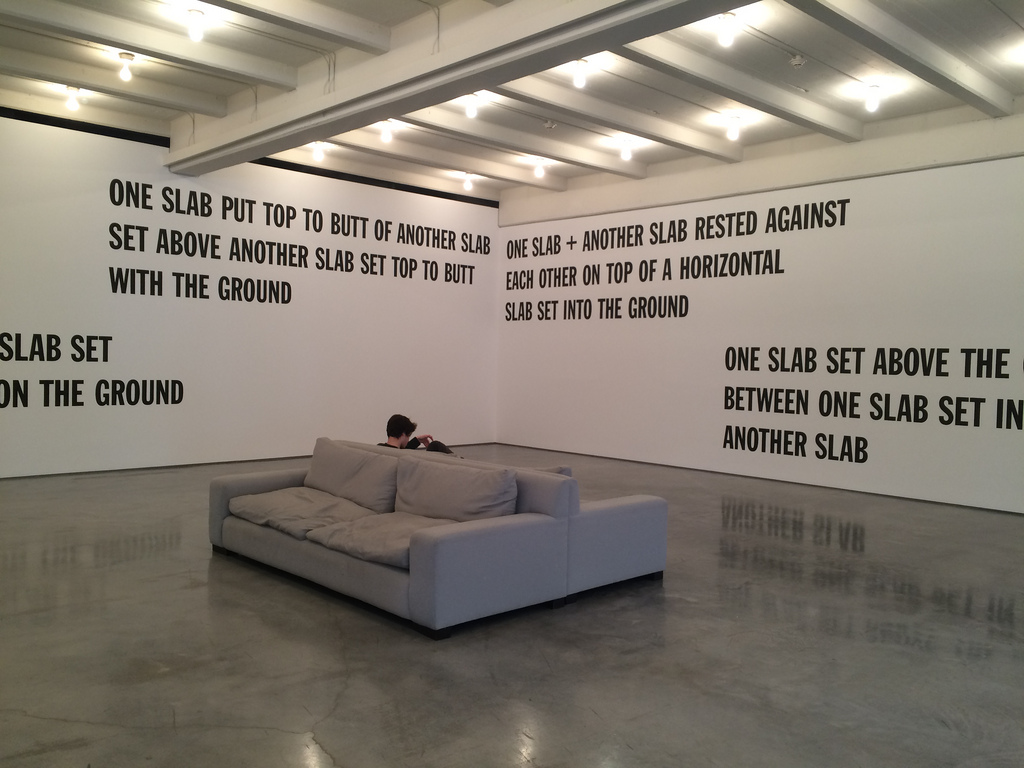 ONE SLAB PUT TOP TO BUTT OF ANOTHER SLAB
SET ABOVE ANOTHER SLAB SET TOP TO BUTT
WITH THE GROUND
SLAB SET
ON THE GROUND
ONE SLAB + ANOTHER SLAB RESTED AGAINST
EACH OTHER ON TOP OF A HORIZONTAL
SLAB SET INTO THE GROUND
ONE SLAB SET ABOVE THE
BETWEEN ONE SLAB SET IN
ANOTHER SLAB